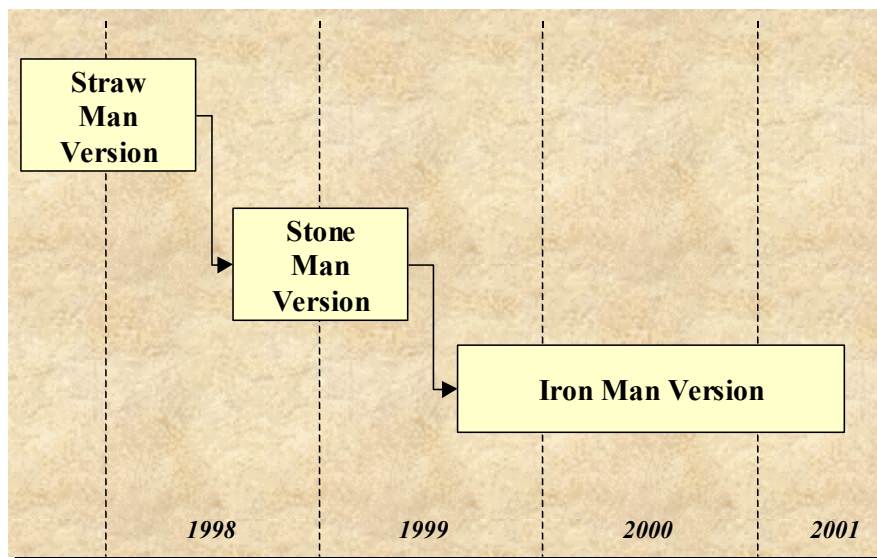 Straw
Man
Version
Stone
Man
Version
Iron Man Version
1998
1999
2000
2001